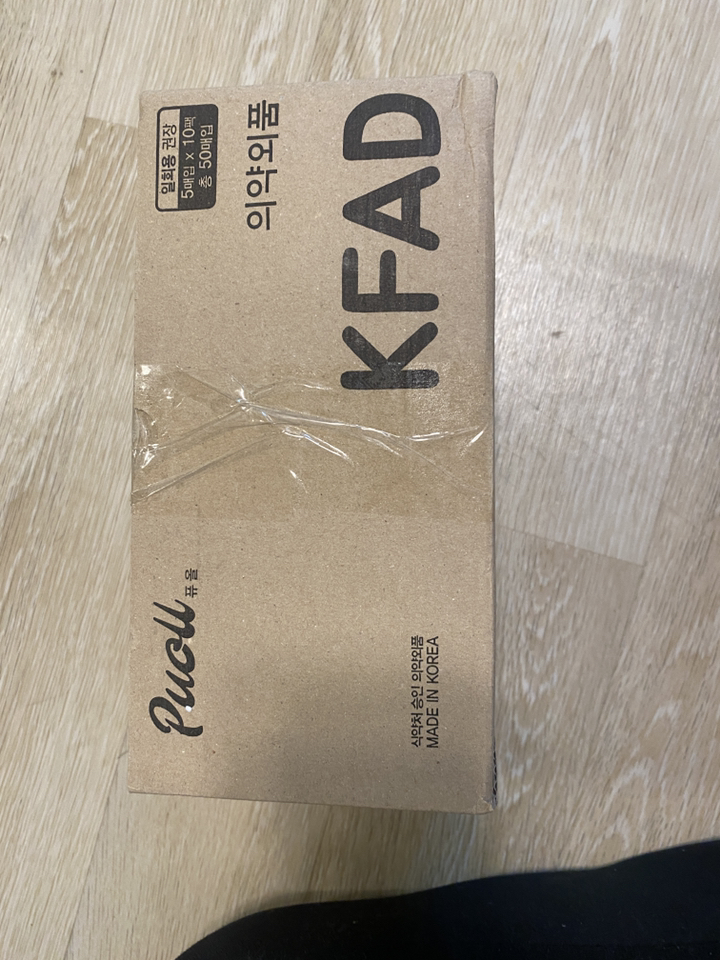 Puoll
퓨올
일회용 권장
5매입 x 10팩
총 50매입
의약외품
KFAD
식약처 승인 의약외품
MADE IN KOREA